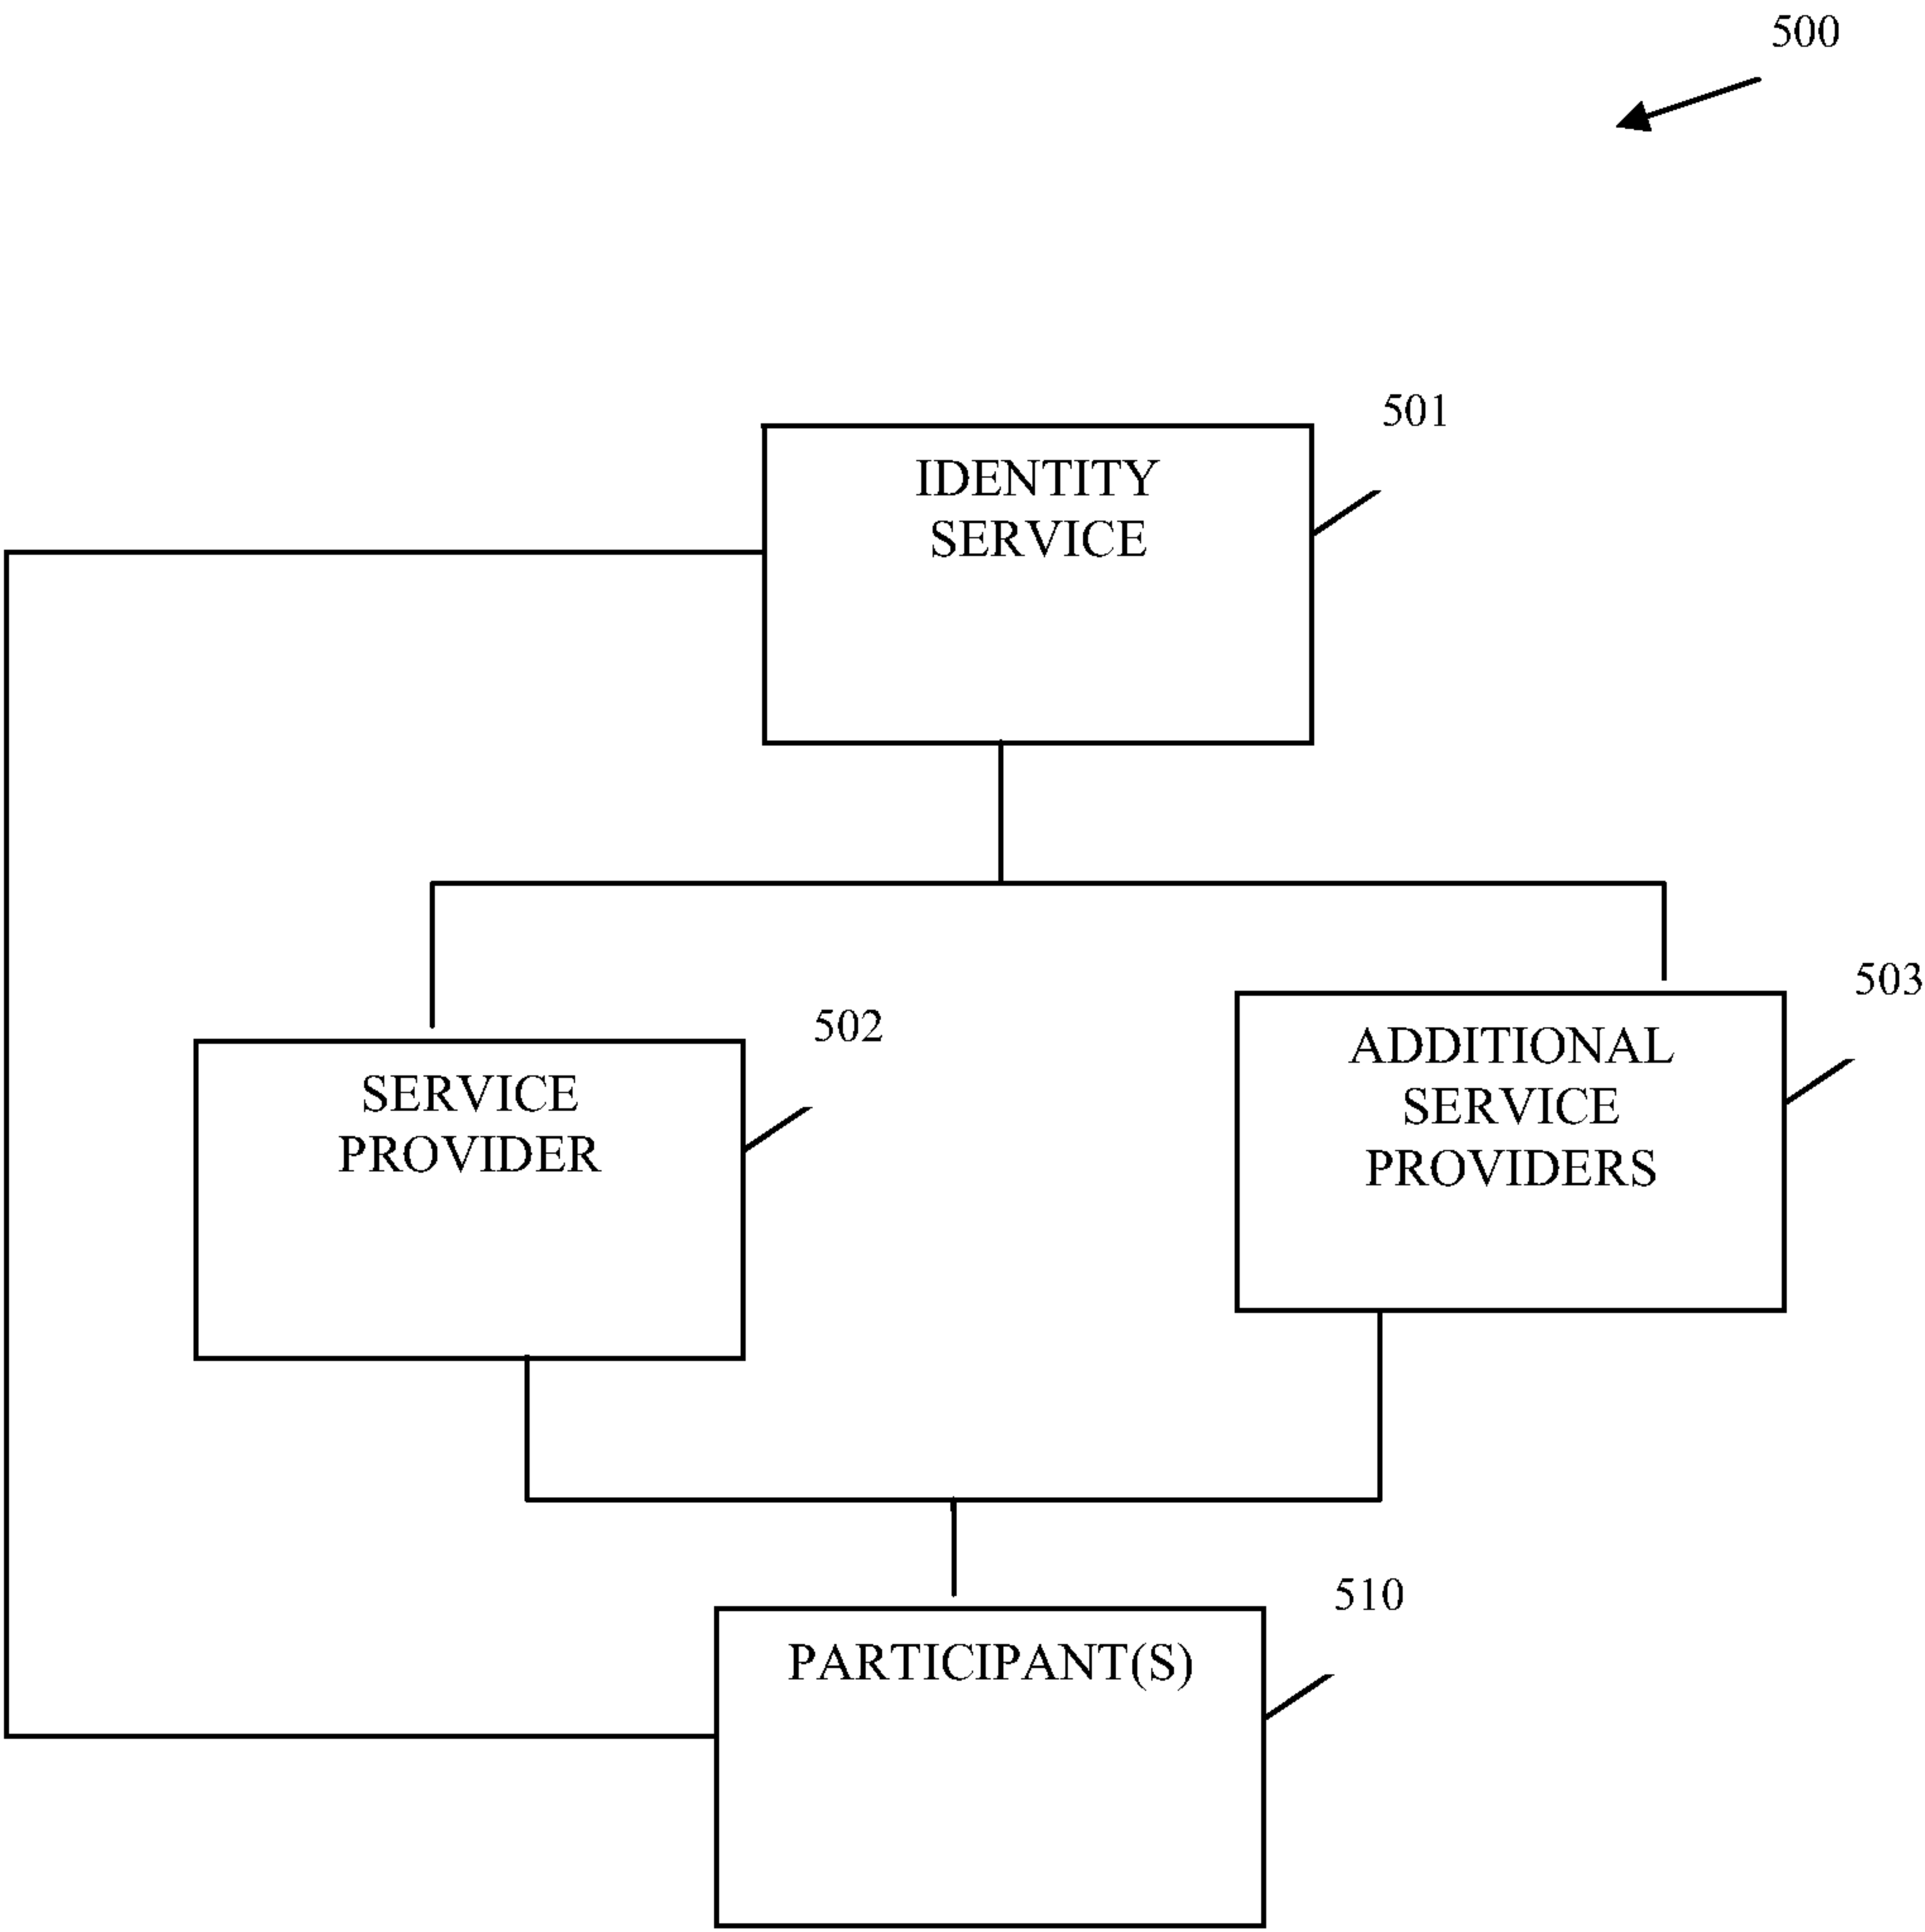 500
501
IDENTITY
SERVICE
503
502
ADDITIONAL
SERVICE
PROVIDERS
SERVICE
PROVIDER
510
PARTICIPANT(S)